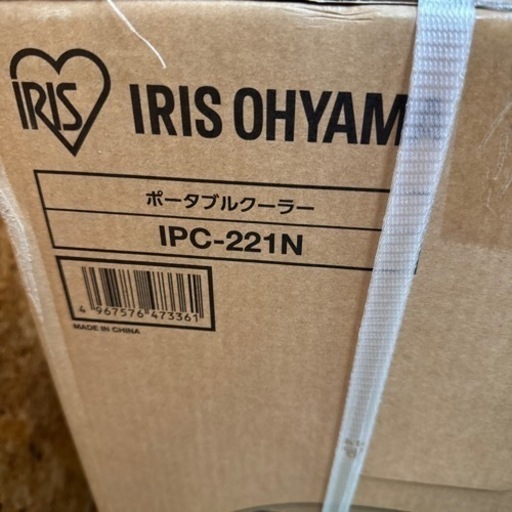 IRIS
IRIS OHYAM
ポータブルクーラー
IPC-221N
4 967576 473361
MADE IN CHINA